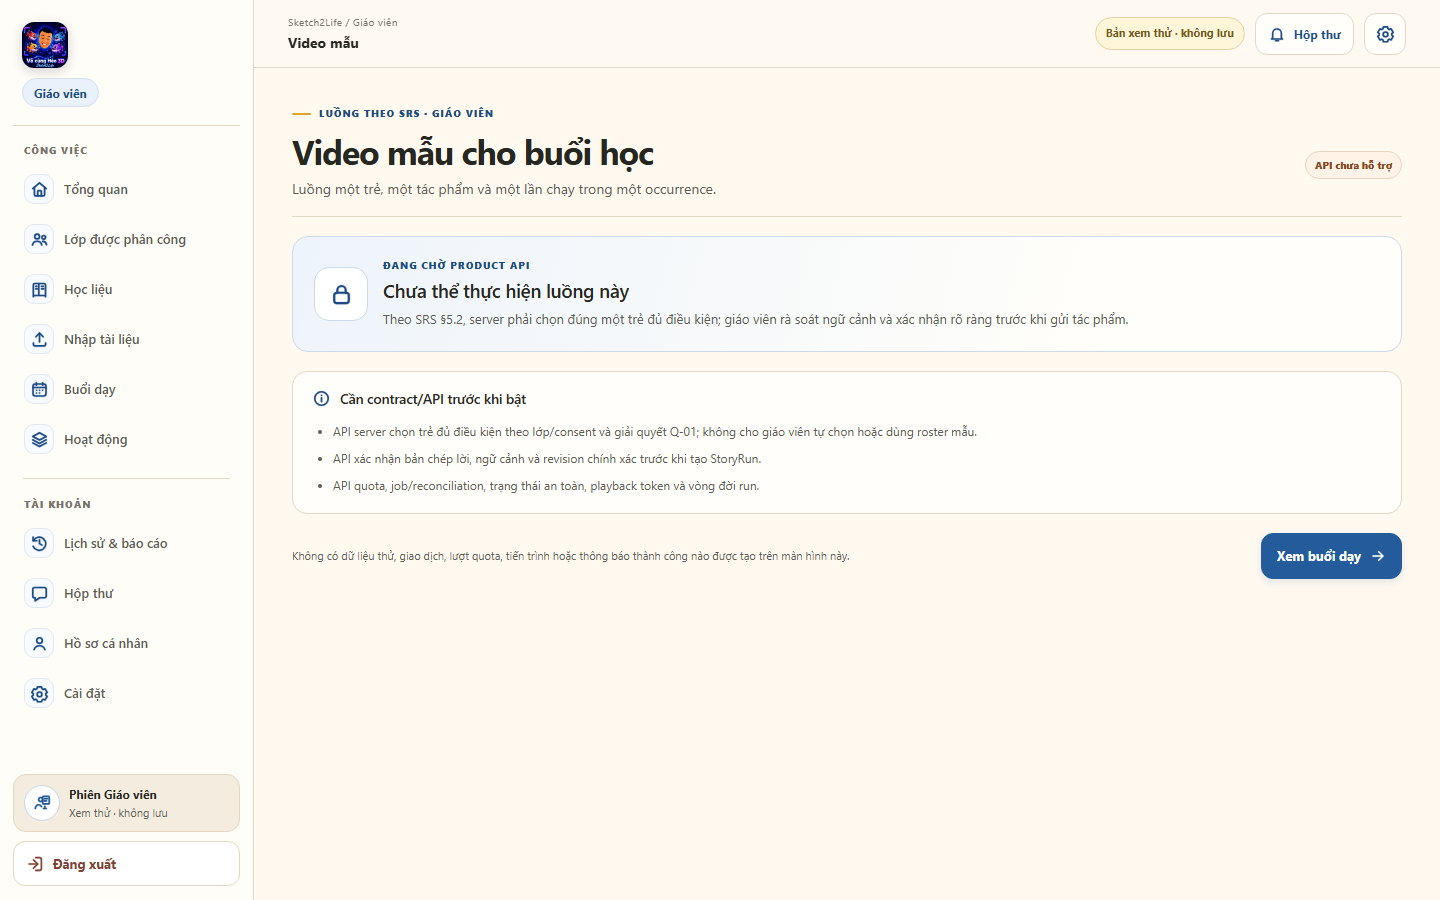 Vẽ cùng Héo 3D
Giáo viên
CÔNG VIỆC
Tổng quan
Lớp được phân công
Học liệu
Nhập tài liệu
Buổi dạy
Hoạt động
TÀI KHOẢN
Lịch sử & báo cáo
Hộp thư
Hồ sơ cá nhân
Cài đặt
Phiên Giáo viên
Xem thử · không lưu
Đăng xuất
Sketch2Life / Giáo viên
Video mẫu
Bản xem thử · không lưu
Hộp thư
LUỒNG THEO SRS · GIÁO VIÊN
Video mẫu cho buổi học
Luồng một trẻ, một tác phẩm và một lần chạy trong một occurrence.
API chưa hỗ trợ
ĐANG CHỜ PRODUCT API
Chưa thể thực hiện luồng này
Theo SRS §5.2, server phải chọn đúng một trẻ đủ điều kiện; giáo viên rà soát ngữ cảnh và xác nhận rõ ràng trước khi gửi tác phẩm.
Cần contract/API trước khi bật
API server chọn trẻ đủ điều kiện theo lớp/consent và giải quyết Q-01; không cho giáo viên tự chọn hoặc dùng roster mẫu.
API xác nhận bản chép lời, ngữ cảnh và revision chính xác trước khi tạo StoryRun.
API quota, job/reconciliation, trạng thái an toàn, playback token và vòng đời run.
Không có dữ liệu thử, giao dịch, lượt quota, tiến trình hoặc thông báo thành công nào được tạo trên màn hình này.
Xem buổi dạy